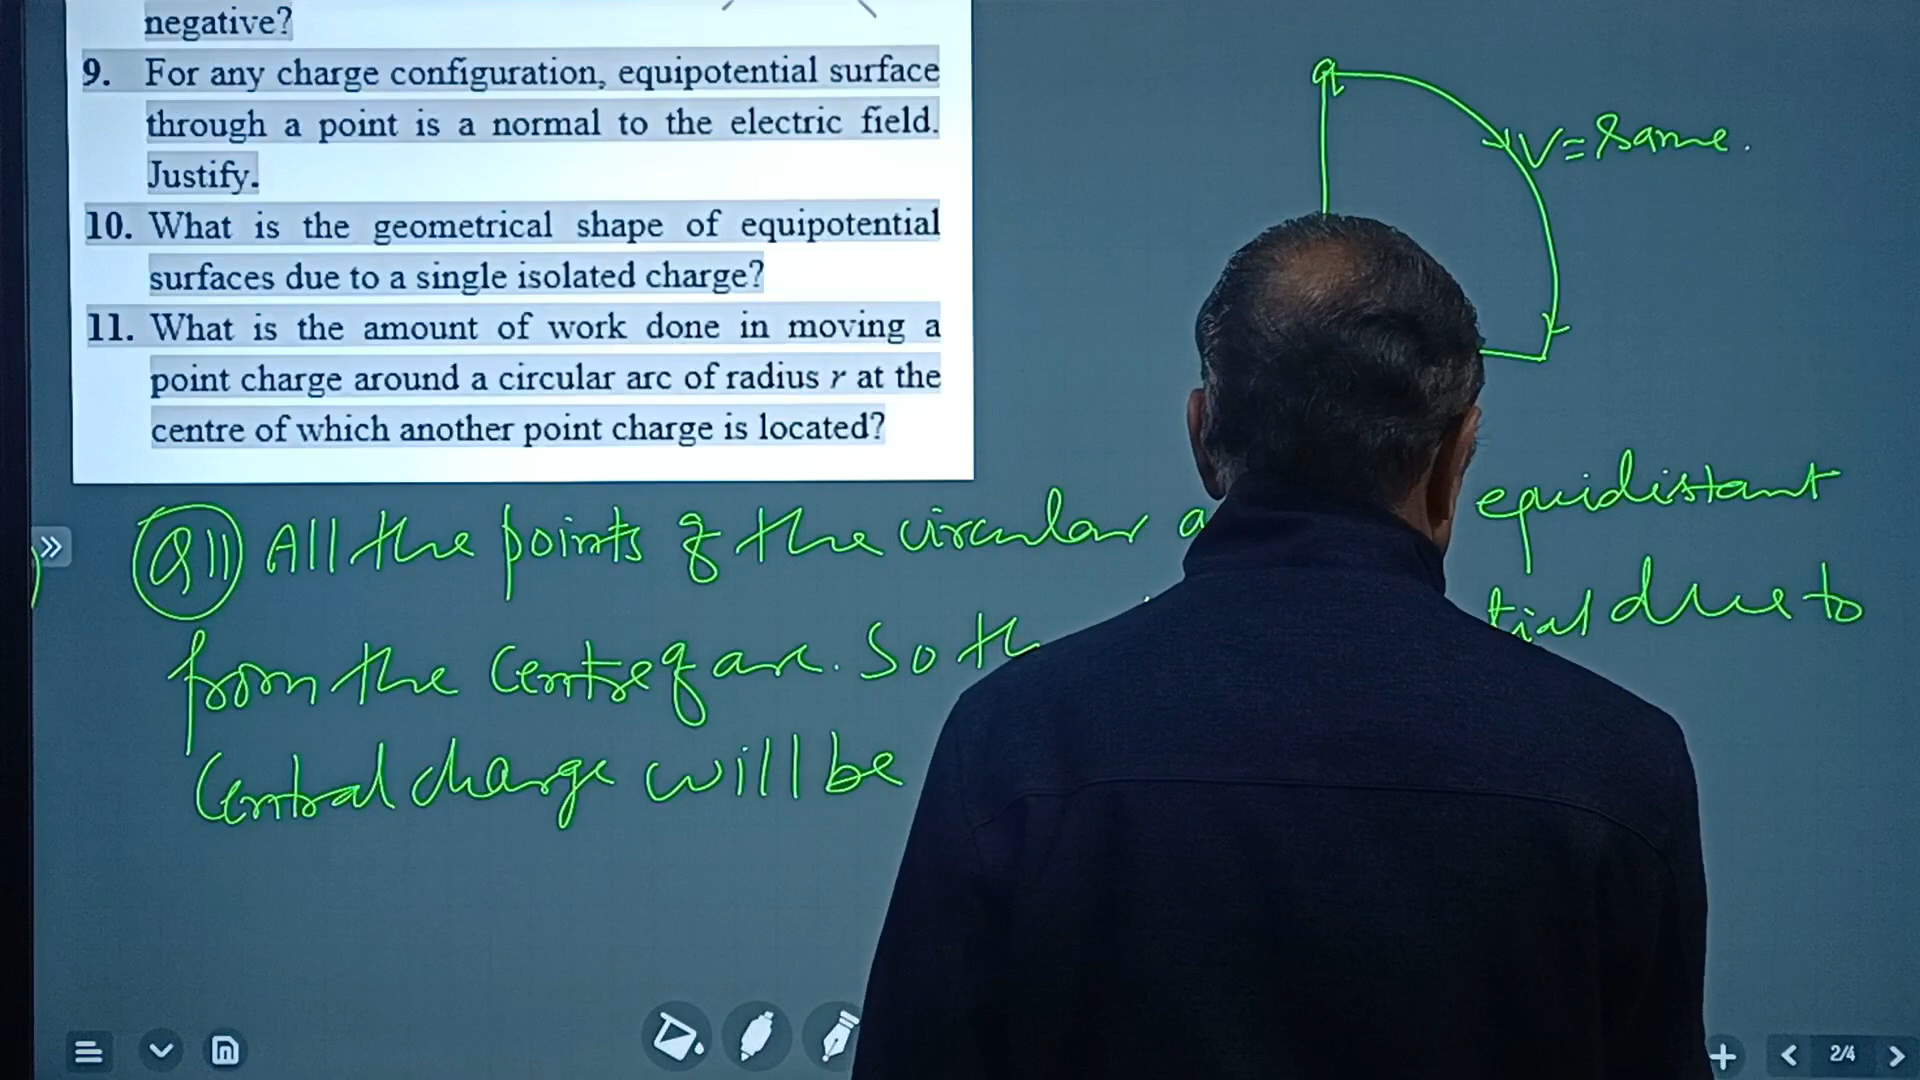 negative?
9. For any charge configuration, equipotential surface
through a point is a normal to the electric field.
Justify.
10. What is the geometrical shape of equipotential
surfaces due to a single isolated charge?
11. What is the amount of work done in moving a
point charge around a circular arc of radius r at the
centre of which another point charge is located?
q
V = Same.
Q11 All the points of the circular equidistant
from the centre of arc. So due to
Central charge will be
2/4